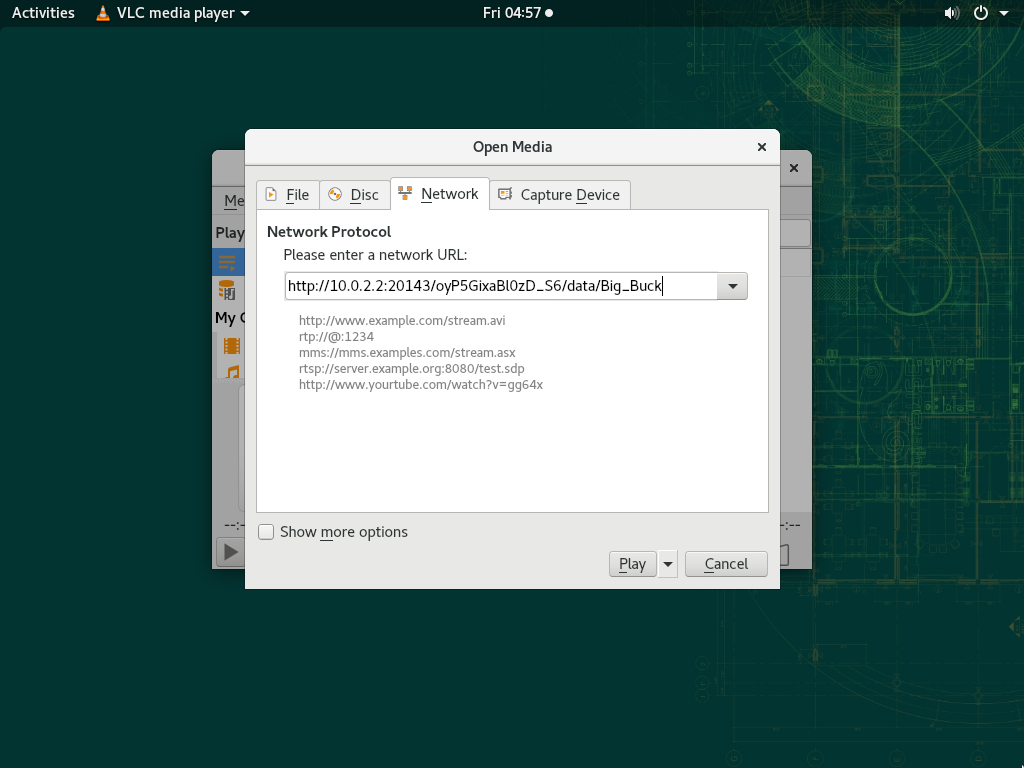 Activities VLC media player Fri 04:57
Open Media
File Disc Network Capture Device
Me
Play
Network Protocol
Please enter a network URL:
http://10.0.2.2:20143/oyP5GixaBl0zD_S6/data/Big_Buck
My C
http://www.example.com/stream.avi
rtp://@:1234
mms://mms.examples.com/stream.asx
rtsp://server.example.org:8080/test.sdp
http://www.yourtube.com/watch?v=gg64x
--:- -:--
Show more options
Play Cancel